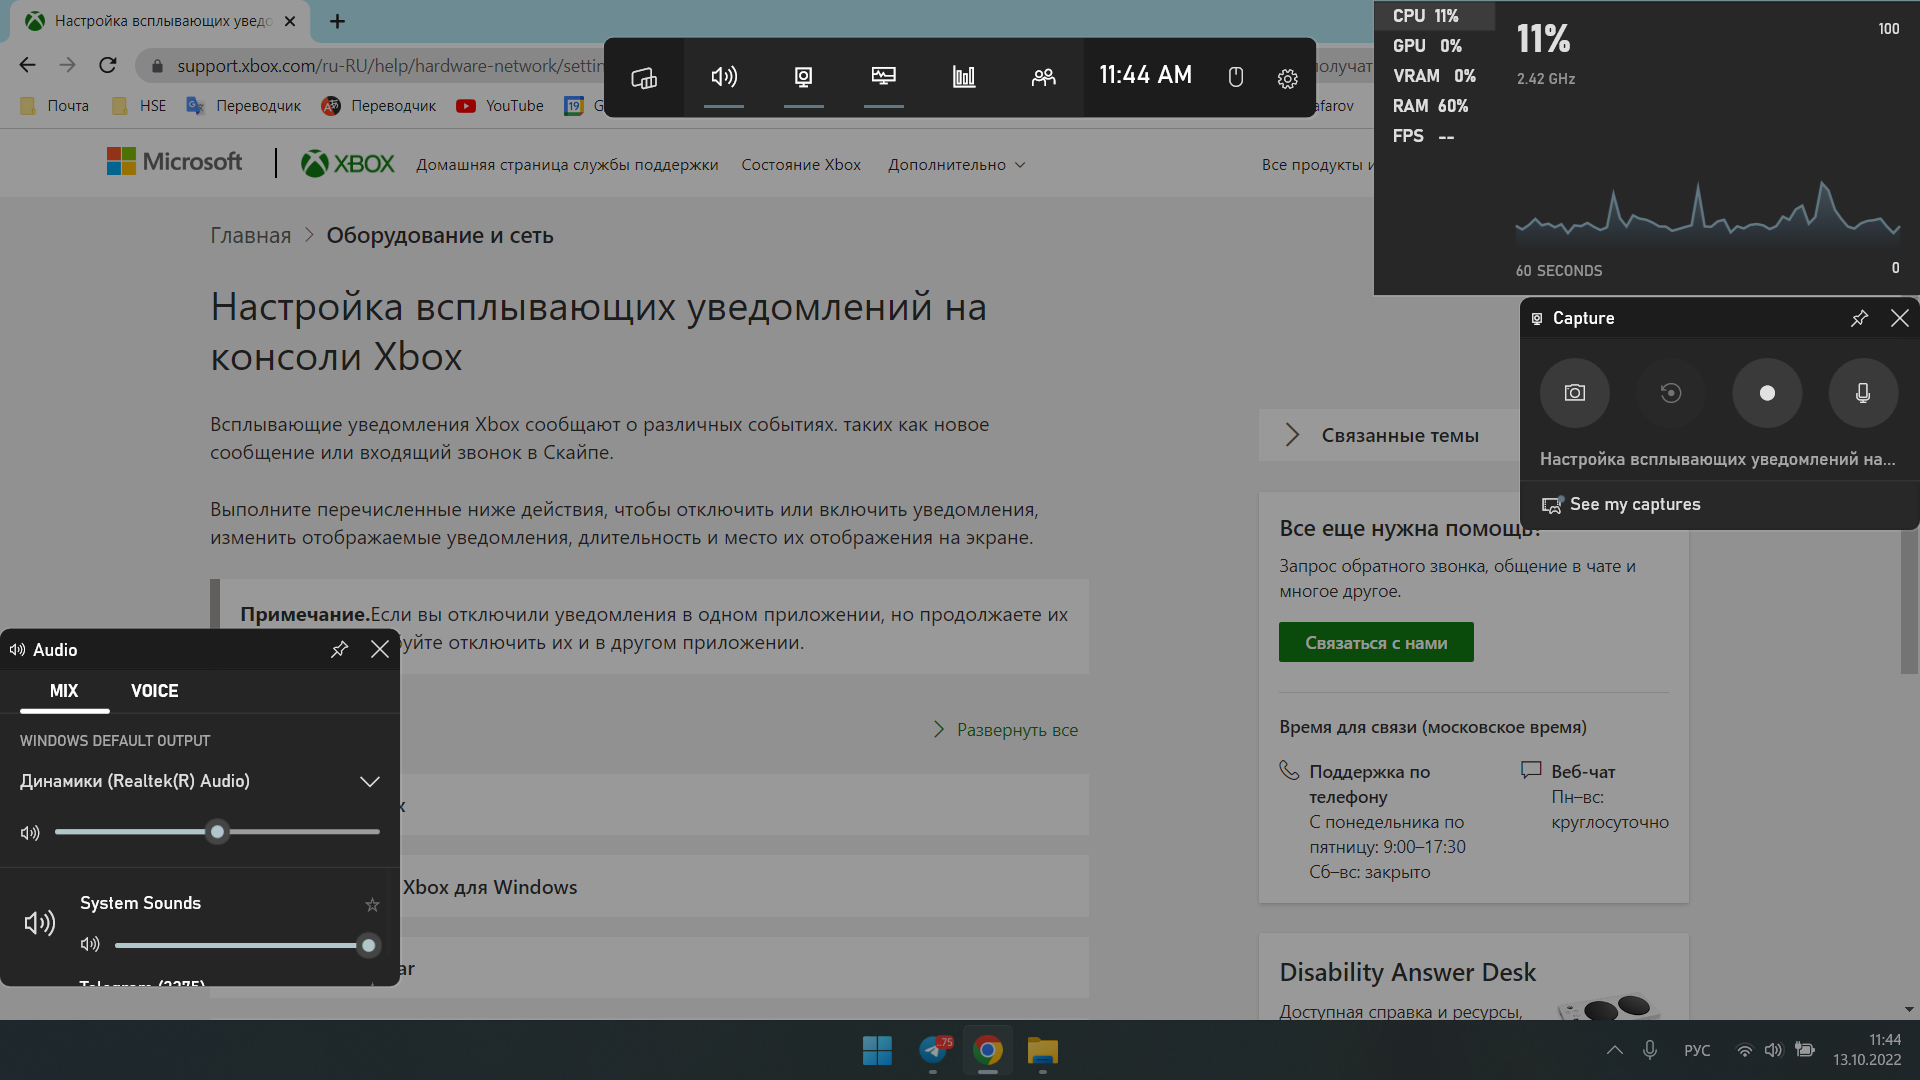 Настройка всплывающих уведо
support.xbox.com/ru-RU/help/hardware-network/settin
получат
Почта
HSE
Переводчик
Переводчик
YouTube
19
G
afarov
11:44 AM
CPU 11%
GPU 0%
VRAM 0%
RAM 60%
FPS --
11%
100
2.42 GHz
60 SECONDS
0
Microsoft
XBOX
Домашняя страница службы поддержки
Состояние Xbox
Дополнительно
Все продукты и
Главная > Оборудование и сеть
Настройка всплывающих уведомлений на
консоли Xbox
Всплывающие уведомления Xbox сообщают о различных событиях. таких как новое
сообщение или входящий звонок в Скайпе.
Выполните перечисленные ниже действия, чтобы отключить или включить уведомления,
изменить отображаемые уведомления, длительность и место их отображения на экране.
Примечание.Если вы отключили уведомления в одном приложении, но продолжаете их
буйте отключить их и в другом приложении.
Развернуть все
x
Xbox для Windows
ar
Capture
Настройка всплывающих уведомлений на...
See my captures
Связанные темы
Все еще нужна помощь?
Запрос обратного звонка, общение в чате и
многое другое.
Связаться с нами
Время для связи (московское время)
Поддержка по
телефону
С понедельника по
пятницу: 9:00–17:30
Сб–вс: закрыто
Веб-чат
Пн–вс:
круглосуточно
Disability Answer Desk
Доступная справка и ресурсы,
Audio
MIX
VOICE
WINDOWS DEFAULT OUTPUT
Динамики (Realtek(R) Audio)
System Sounds
Telegram (2275)
..75
РУС
11:44
13.10.2022